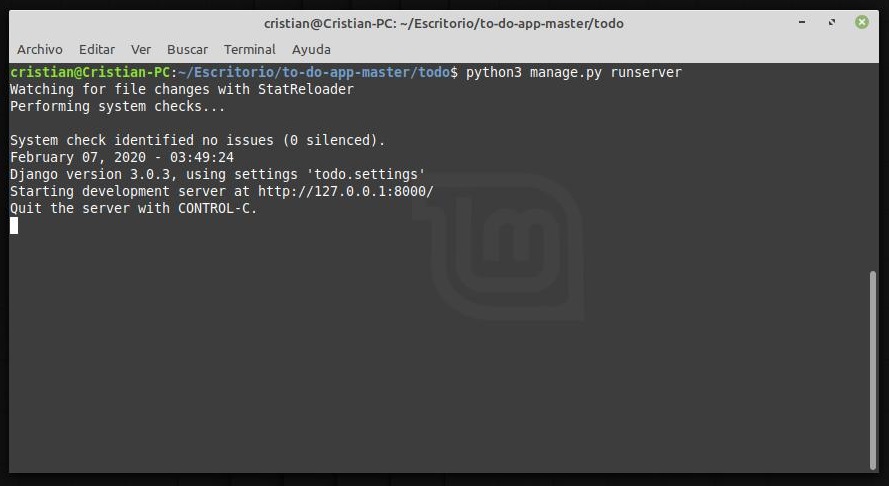 cristian@Cristian-PC: ~/Escritorio/to-do-app-master/todo
Archivo Editar Ver Buscar Terminal Ayuda
cristian@Cristian-PC:~/Escritorio/to-do-app-master/todo$ python3 manage.py runserver
Watching for file changes with StatReloader
Performing system checks...

System check identified no issues (0 silenced).
February 07, 2020 - 03:49:24
Django version 3.0.3, using settings 'todo.settings'
Starting development server at http://127.0.0.1:8000/
Quit the server with CONTROL-C.